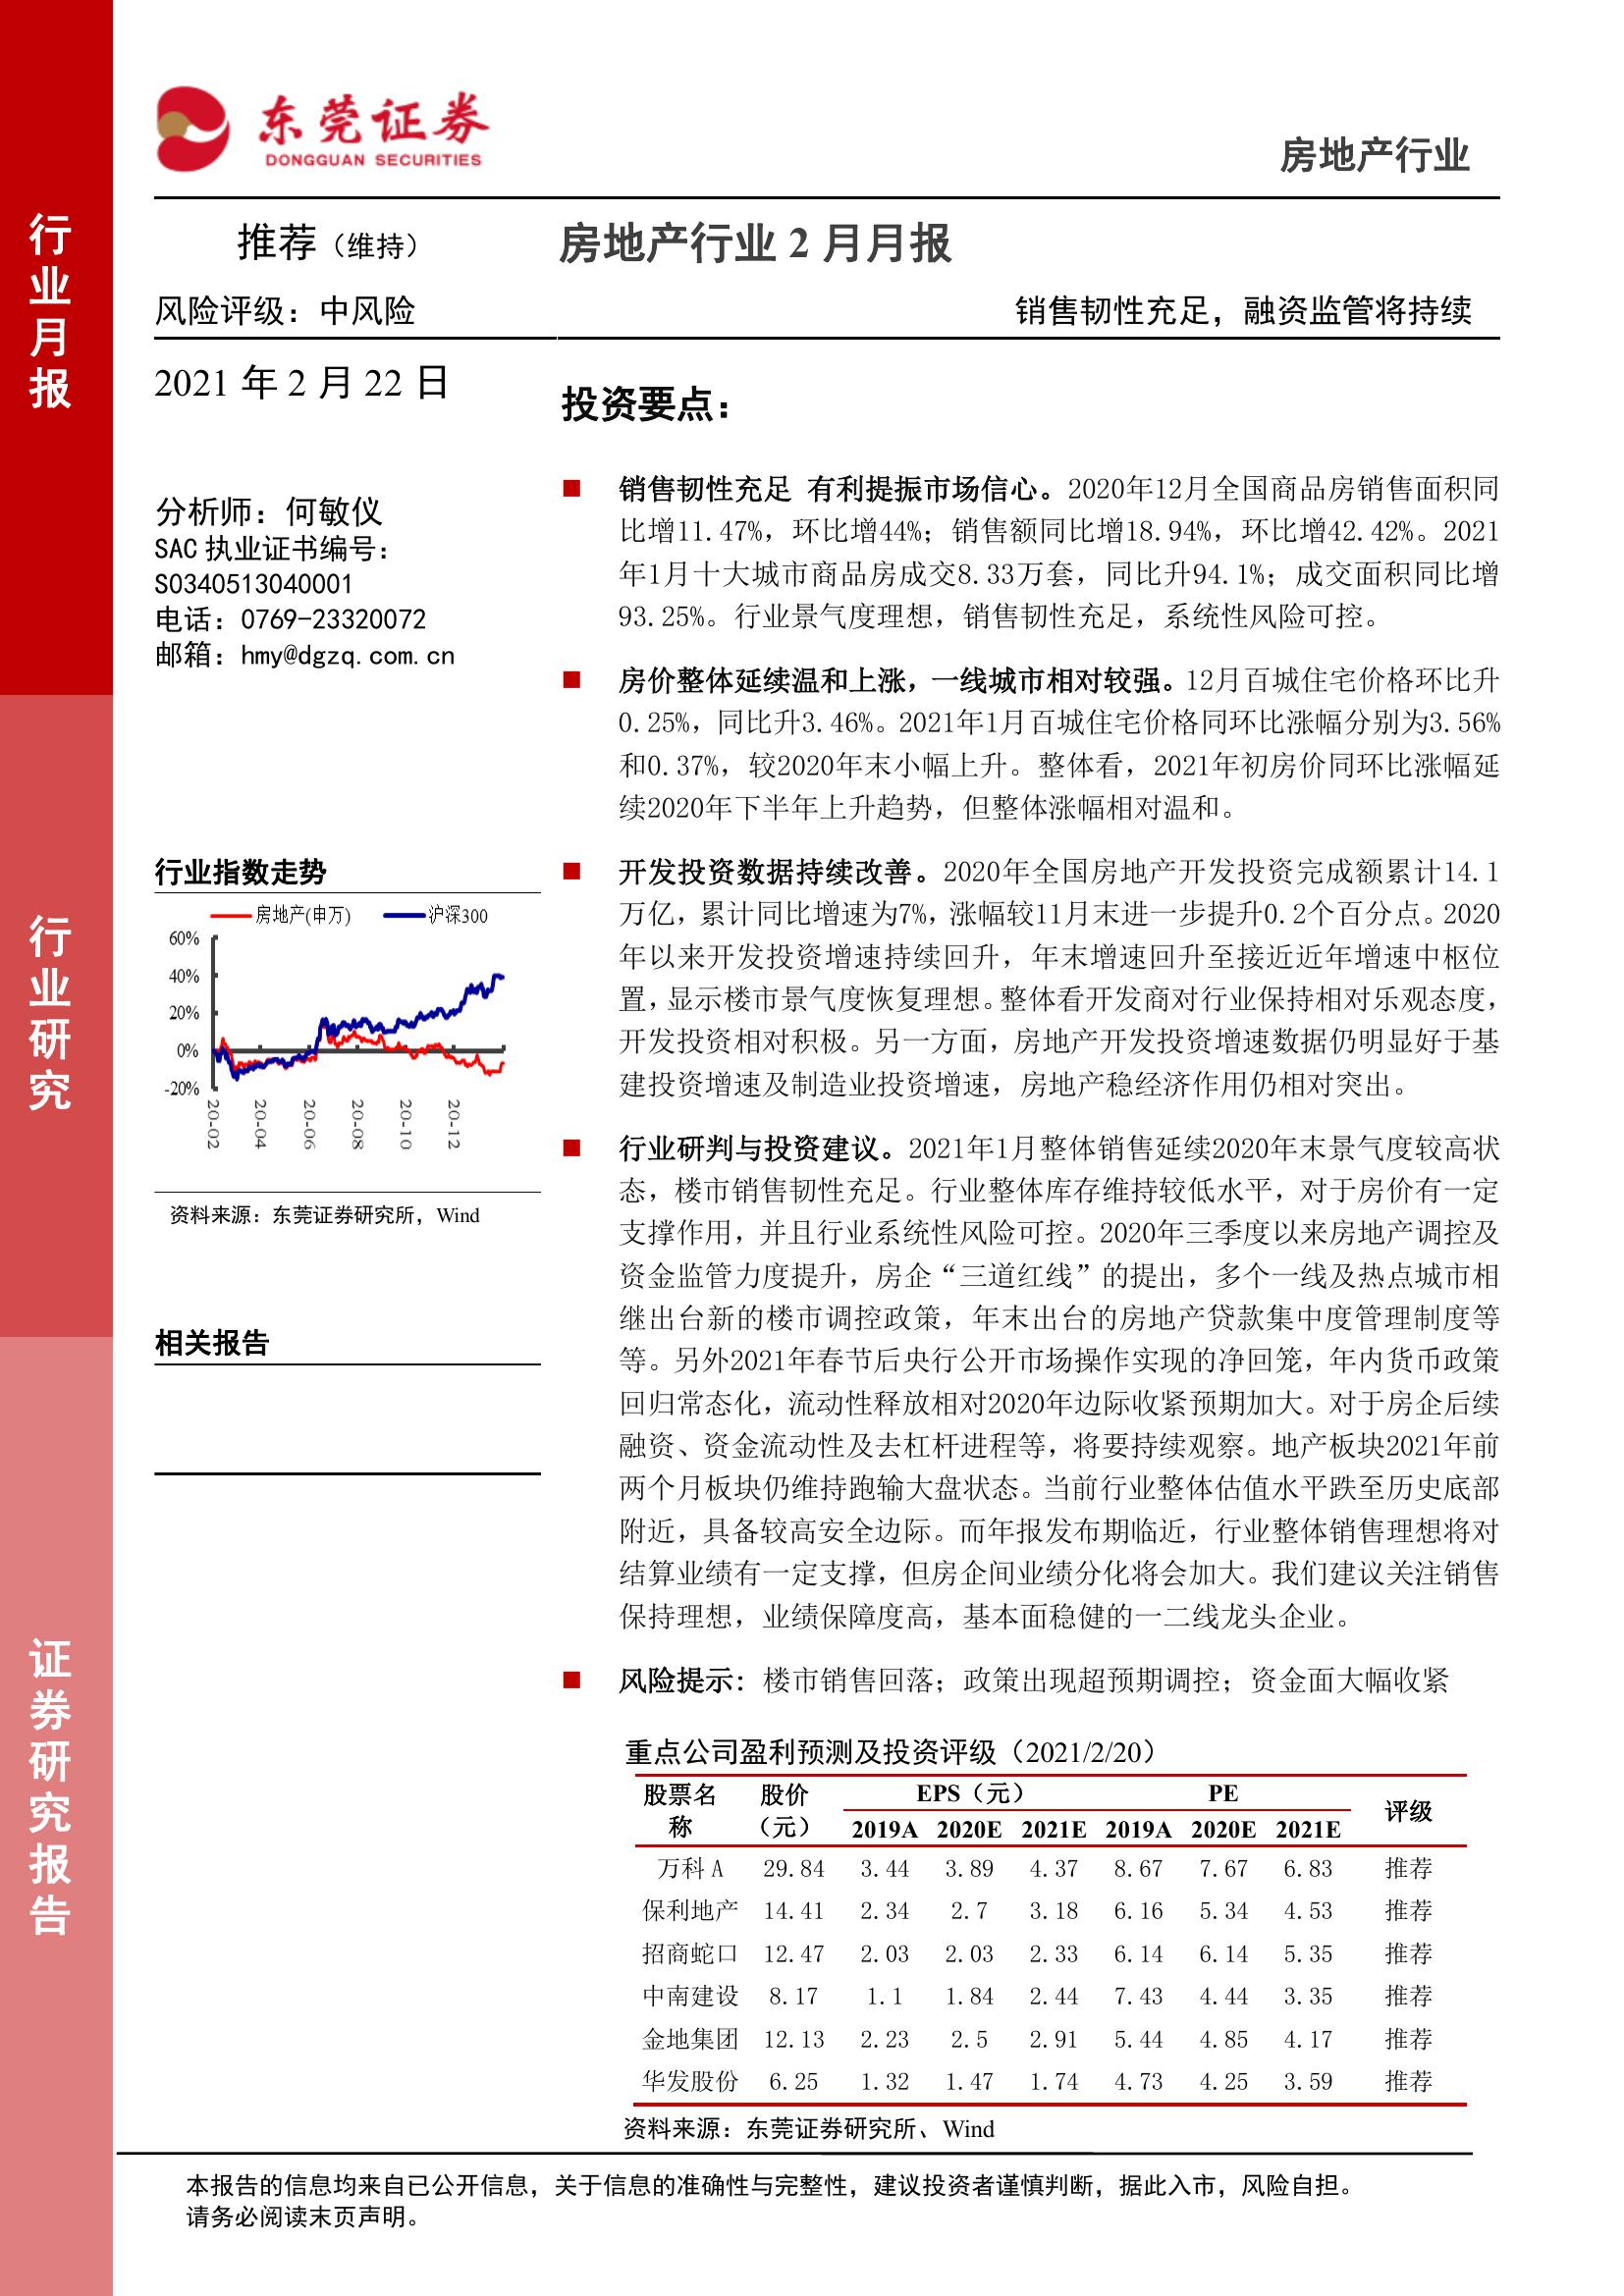 东莞证券
DONGGUAN SECURITIES
房地产行业
行业月报
行业研究
证券研究报告
推荐（维持）
风险评级：中风险
2021 年 2 月 22 日
分析师：何敏仪
SAC 执业证书编号：
S0340513040001
电话：0769-23320072
邮箱：hmy@dgzq.com.cn
行业指数走势
房地产(申万) 沪深300
60%
40%
20%
0%
-20%
20-02 20-04 20-06 20-08 20-10 20-12
资料来源：东莞证券研究所，Wind
相关报告
房地产行业 2 月月报
销售韧性充足，融资监管将持续
投资要点：
■ 销售韧性充足 有利提振市场信心。2020年12月全国商品房销售面积同
比增11.47%，环比增44%；销售额同比增18.94%，环比增42.42%。2021
年1月十大城市商品房成交8.33万套，同比升94.1%；成交面积同比增
93.25%。行业景气度理想，销售韧性充足，系统性风险可控。
■ 房价整体延续温和上涨，一线城市相对较强。12月百城住宅价格环比升
0.25%，同比升3.46%。2021年1月百城住宅价格同环比涨幅分别为3.56%
和0.37%，较2020年末小幅上升。整体看，2021年初房价同环比涨幅延
续2020年下半年上升趋势，但整体涨幅相对温和。
■ 开发投资数据持续改善。2020年全国房地产开发投资完成额累计14.1
万亿，累计同比增速为7%，涨幅较11月末进一步提升0.2个百分点。2020
年以来开发投资增速持续回升，年末增速回升至接近近年增速中枢位
置，显示楼市景气度恢复理想。整体看开发商对行业保持相对乐观态度，
开发投资相对积极。另一方面，房地产开发投资增速数据仍明显好于基
建投资增速及制造业投资增速，房地产稳经济作用仍相对突出。
■ 行业研判与投资建议。2021年1月整体销售延续2020年末景气度较高状
态，楼市销售韧性充足。行业整体库存维持较低水平，对于房价有一定
支撑作用，并且行业系统性风险可控。2020年三季度以来房地产调控及
资金监管力度提升，房企“三道红线”的提出，多个一线及热点城市相
继出台新的楼市调控政策，年末出台的房地产贷款集中度管理制度等
等。另外2021年春节后央行公开市场操作实现的净回笼，年内货币政策
回归常态化，流动性释放相对2020年边际收紧预期加大。对于房企后续
融资、资金流动性及去杠杆进程等，将要持续观察。地产板块2021年前
两个月板块仍维持跑输大盘状态。当前行业整体估值水平跌至历史底部
附近，具备较高安全边际。而年报发布期临近，行业整体销售理想将对
结算业绩有一定支撑，但房企间业绩分化将会加大。我们建议关注销售
保持理想，业绩保障度高，基本面稳健的一二线龙头企业。
■ 风险提示：楼市销售回落；政策出现超预期调控；资金面大幅收紧
重点公司盈利预测及投资评级（2021/2/20）
股票名称 股价（元） EPS（元） PE 评级
2019A 2020E 2021E 2019A 2020E 2021E
万科 A 29.84 3.44 3.89 4.37 8.67 7.67 6.83 推荐
保利地产 14.41 2.34 2.7 3.18 6.16 5.34 4.53 推荐
招商蛇口 12.47 2.03 2.03 2.33 6.14 6.14 5.35 推荐
中南建设 8.17 1.1 1.84 2.44 7.43 4.44 3.35 推荐
金地集团 12.13 2.23 2.5 2.91 5.44 4.85 4.17 推荐
华发股份 6.25 1.32 1.47 1.74 4.73 4.25 3.59 推荐
资料来源：东莞证券研究所、Wind
本报告的信息均来自已公开信息，关于信息的准确性与完整性，建议投资者谨慎判断，据此入市，风险自担。
请务必阅读末页声明。